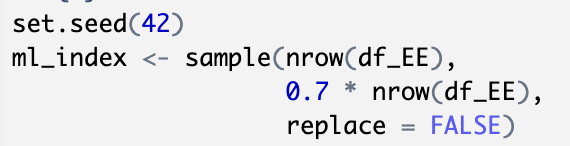 set.seed(42)
ml_index <- sample(nrow(df_EE),
0.7 * nrow(df_EE),
replace = FALSE)